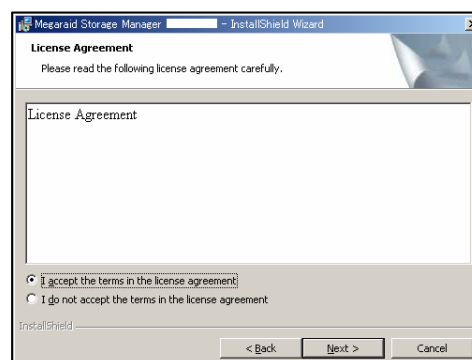 Megaraid Storage Manager - InstallShield Wizard
License Agreement
Please read the following license agreement carefully.
License Agreement
I accept the terms in the license agreement
I do not accept the terms in the license agreement
InstallShield
< Back Next > Cancel